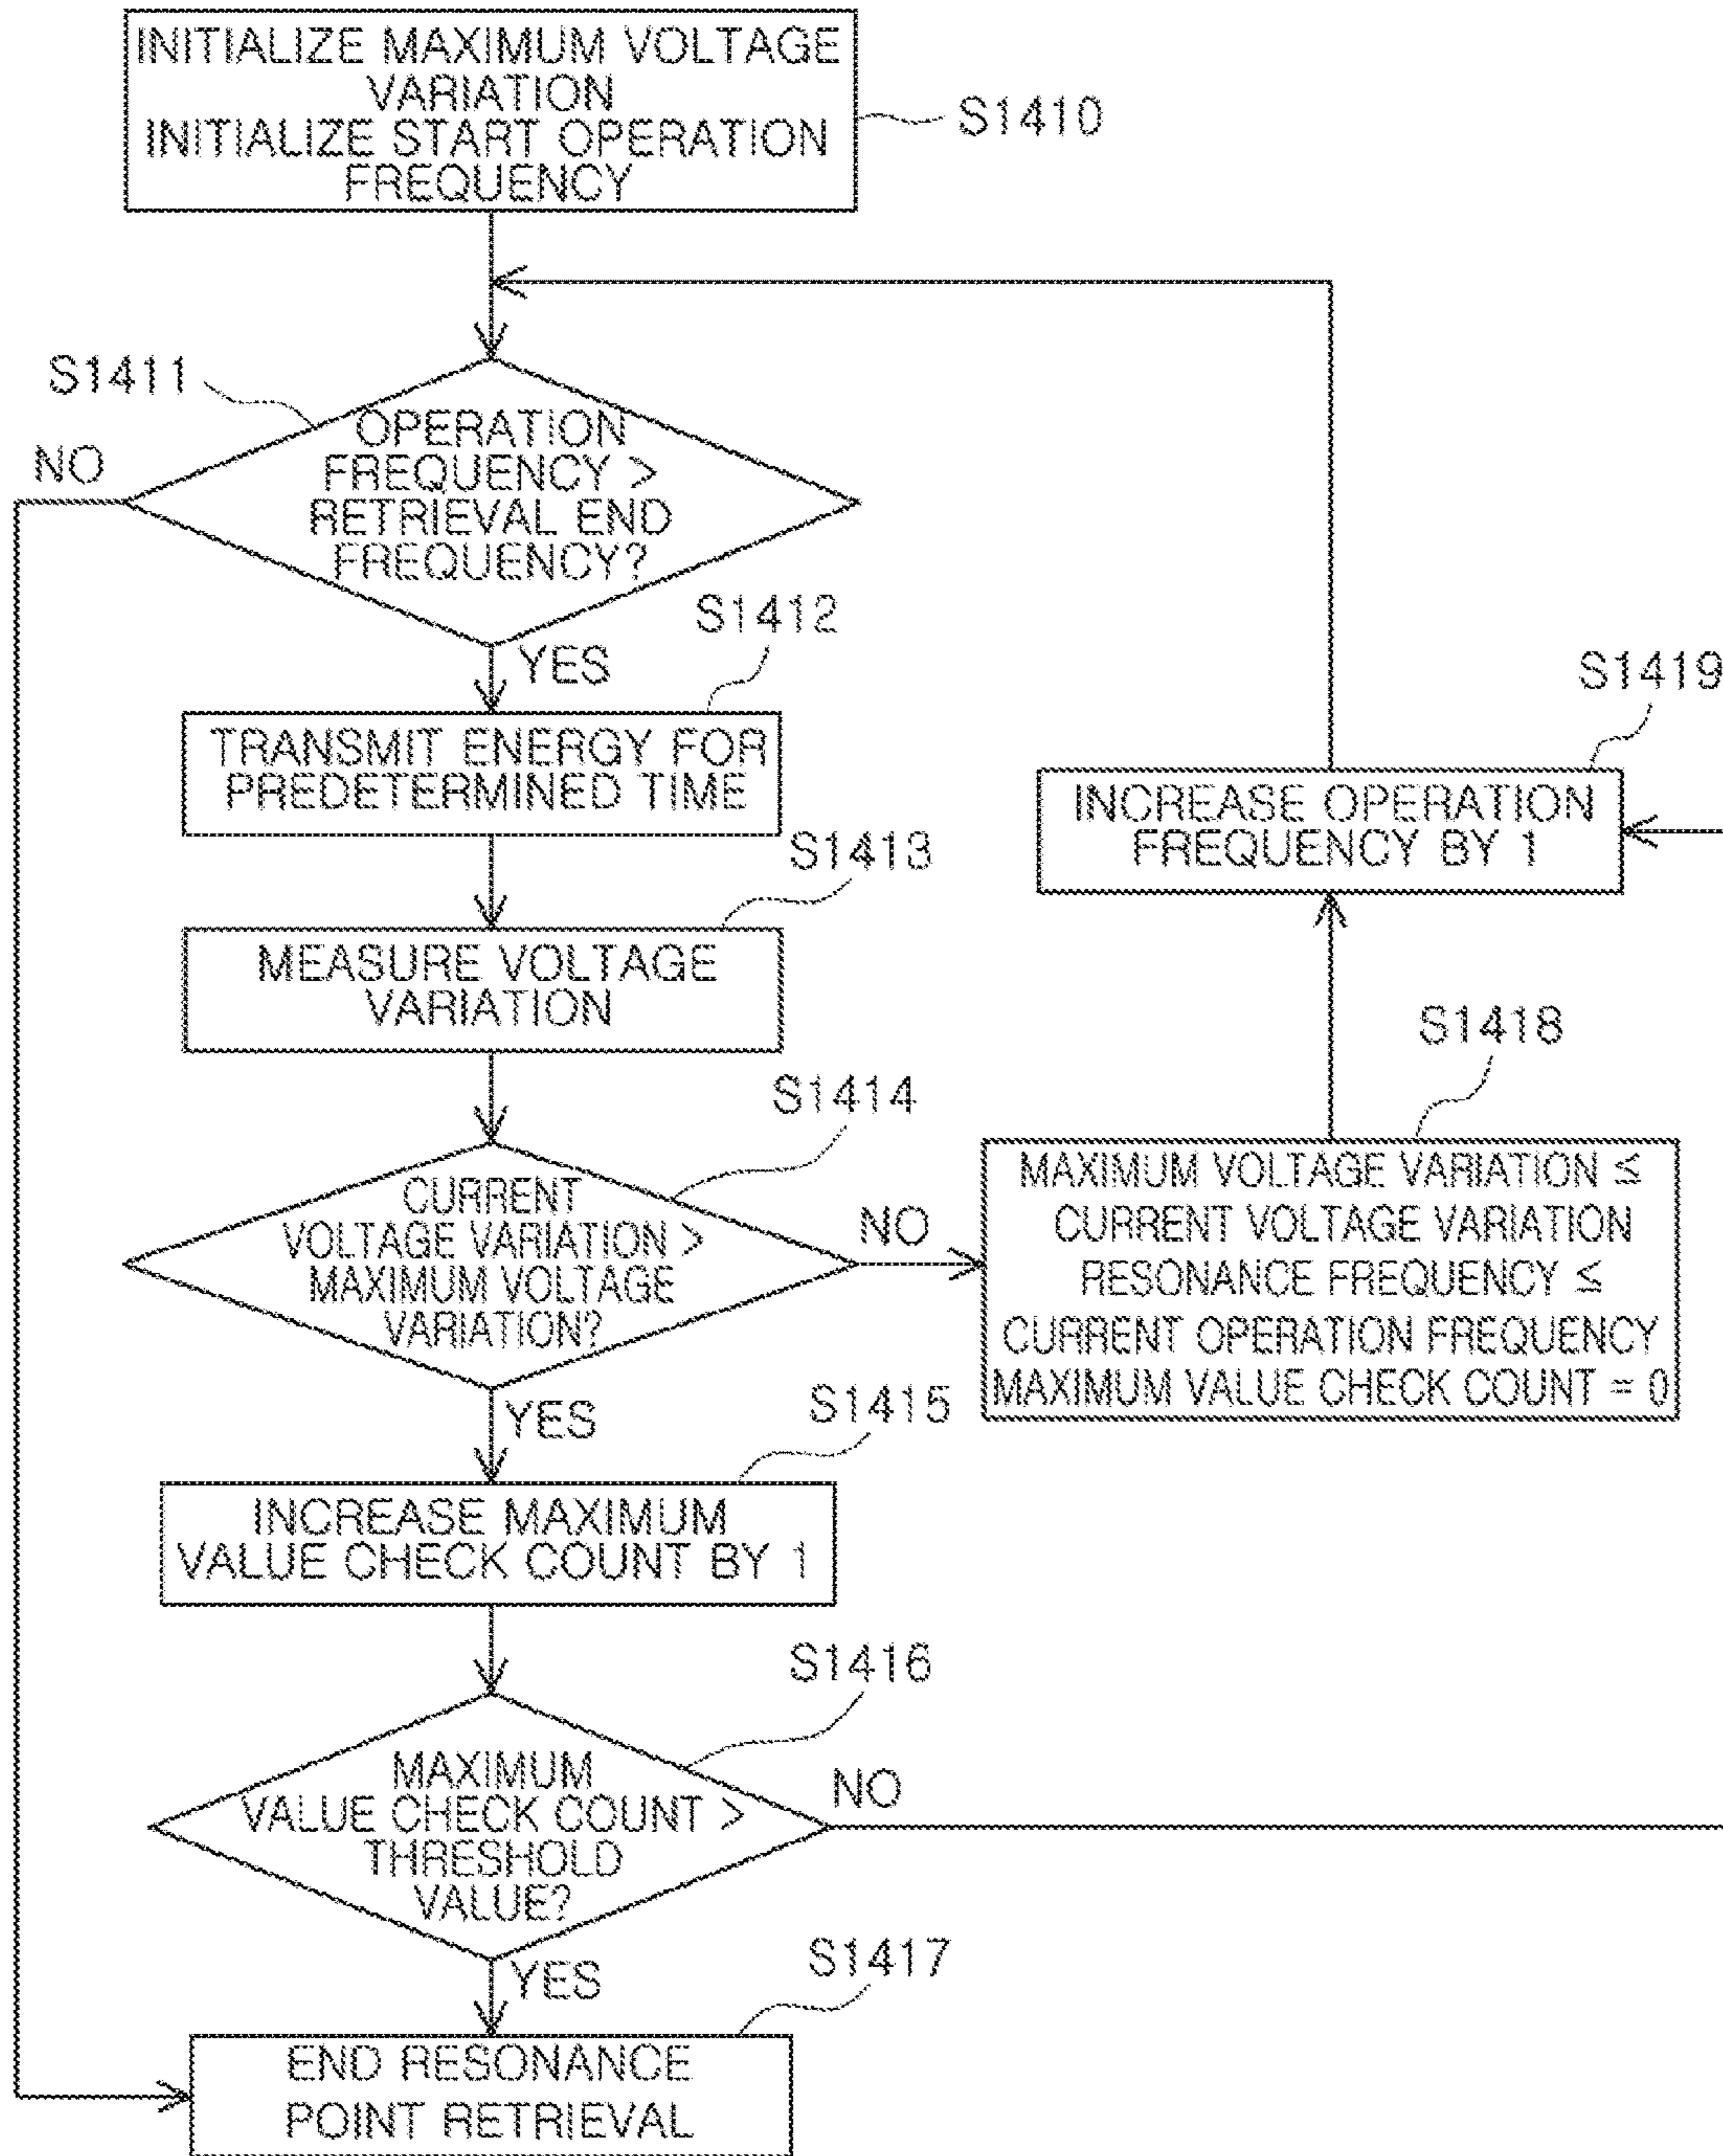 INITIALIZE MAXIMUM VOLTAGE
VARIATION
INITIALIZE START OPERATION
FREQUENCY
S1410
S1411
NO
OPERATION
FREQUENCY >
RETRIEVAL END
FREQUENCY?
YES
S1412
TRANSMIT ENERGY FOR
PREDETERMINED TIME
S1413
MEASURE VOLTAGE
VARIATION
S1414
CURRENT
VOLTAGE VARIATION >
MAXIMUM VOLTAGE
VARIATION?
NO
YES
S1415
INCREASE MAXIMUM
VALUE CHECK COUNT BY 1
S1416
MAXIMUM
VALUE CHECK COUNT >
THRESHOLD
VALUE?
NO
YES
S1417
END RESONANCE
POINT RETRIEVAL
S1418
MAXIMUM VOLTAGE VARIATION ≤
CURRENT VOLTAGE VARIATION
RESONANCE FREQUENCY ≤
CURRENT OPERATION FREQUENCY
MAXIMUM VALUE CHECK COUNT = 0
S1419
INCREASE OPERATION
FREQUENCY BY 1